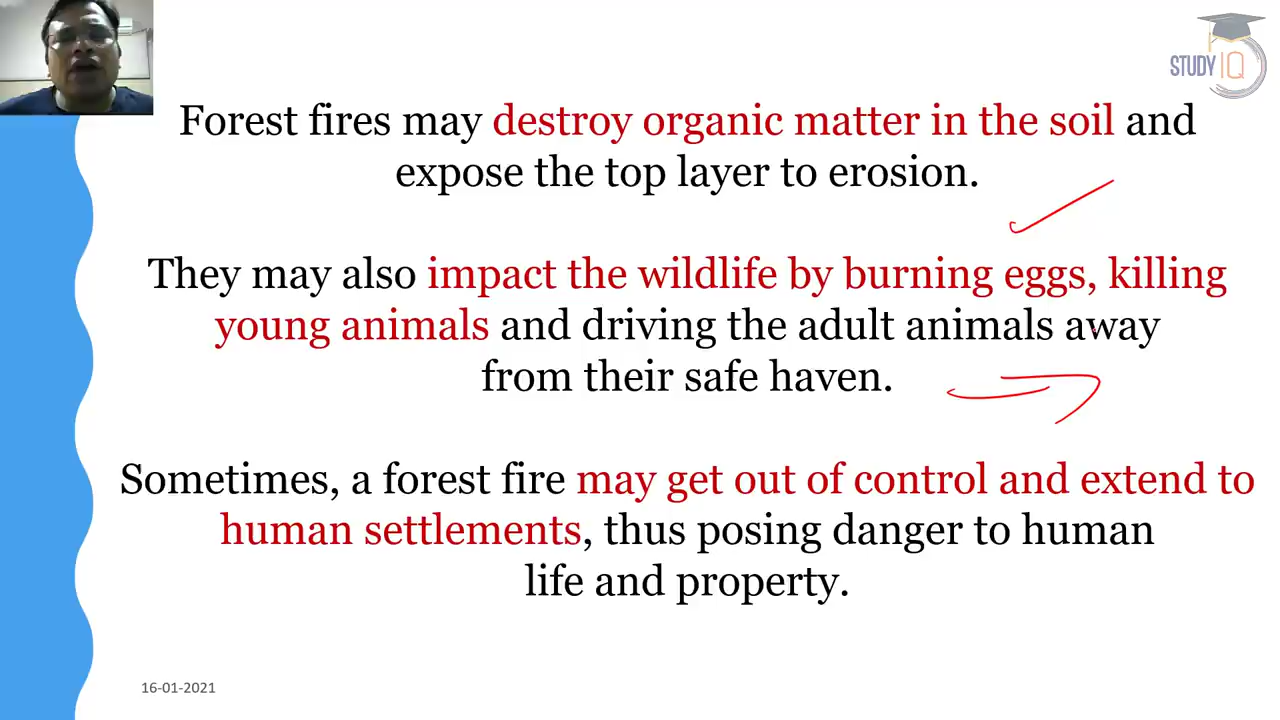 STUDY IQ
Forest fires may destroy organic matter in the soil and
expose the top layer to erosion.
They may also impact the wildlife by burning eggs, killing
young animals and driving the adult animals away
from their safe haven.
Sometimes, a forest fire may get out of control and extend to
human settlements, thus posing danger to human
life and property.
16-01-2021